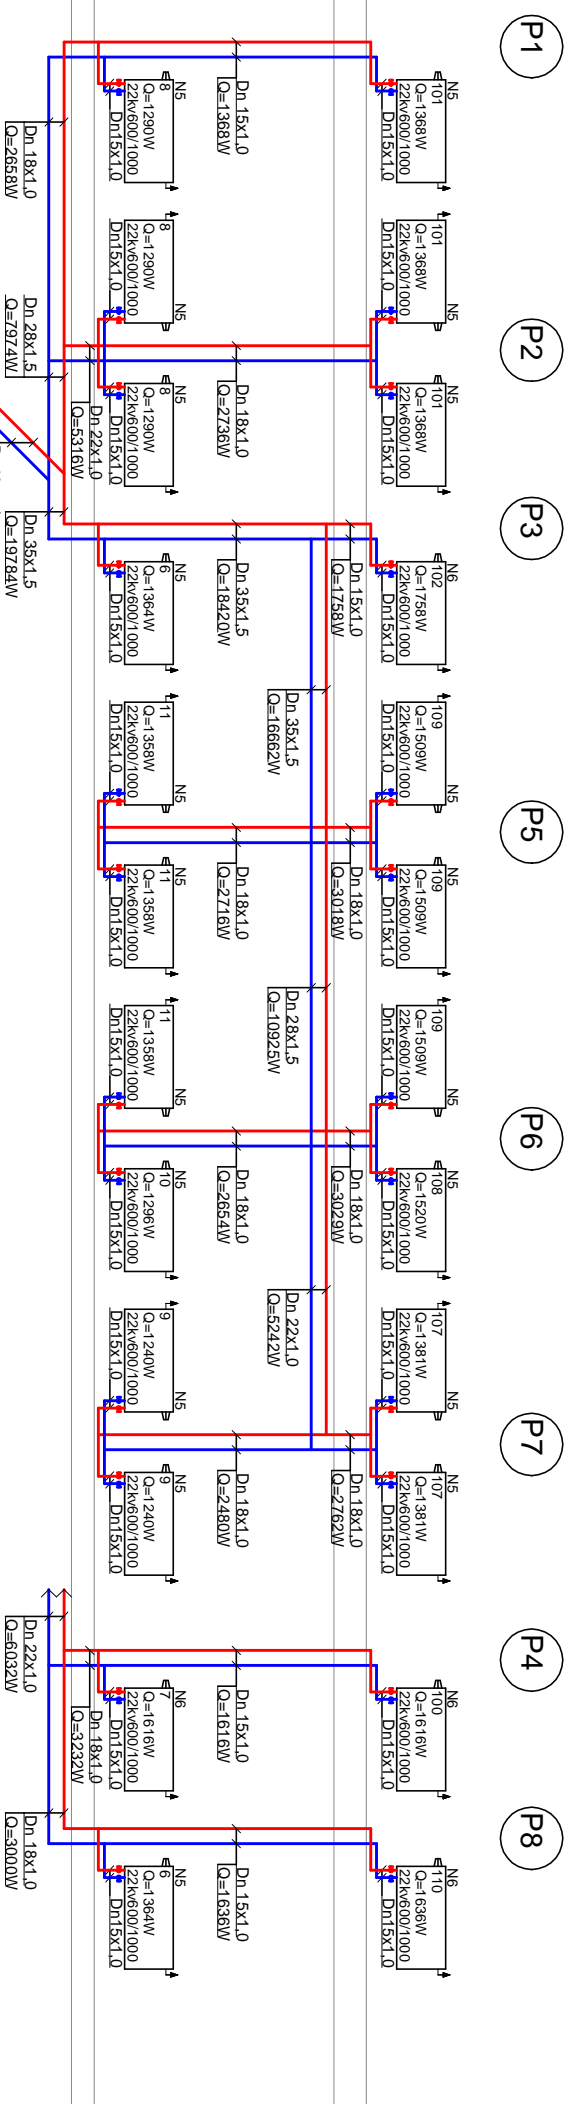 P1
P2
P3
P5
P6
P7
P4
P8
N5
101
Q=1368W
22kv600/1000
Dn15x1,0
101
Q=1368W
22kv600/1000
Dn15x1,0
N5
N5
101
Q=1368W
22kv600/1000
Dn15x1,0
N6
102
Q=1758W
22kv600/1000
Dn15x1,0
109
Q=1509W
22kv600/1000
Dn15x1,0
N5
N5
109
Q=1509W
22kv600/1000
Dn15x1,0
109
Q=1509W
22kv600/1000
Dn15x1,0
N5
N5
108
Q=1520W
22kv600/1000
Dn15x1,0
107
Q=1381W
22kv600/1000
Dn15x1,0
N5
N5
107
Q=1381W
22kv600/1000
Dn15x1,0
N6
100
Q=1616W
22kv600/1000
Dn15x1,0
N6
110
Q=1636W
22kv600/1000
Dn15x1,0
Dn 15x1,0
Q=1758W
Dn 18x1,0
Q=3018W
Dn 18x1,0
Q=3029W
Dn 18x1,0
Q=2762W
Dn 35x1,5
Q=16662W
Dn 28x1,5
Q=10925W
Dn 22x1,0
Q=5242W
Dn 15x1,0
Q=1368W
Dn 18x1,0
Q=2736W
Dn 35x1,5
Q=18420W
Dn 18x1,0
Q=2716W
Dn 18x1,0
Q=2654W
Dn 18x1,0
Q=2480W
Dn 15x1,0
Q=1616W
Dn 15x1,0
Q=1636W
N5
8
Q=1290W
22kv600/1000
Dn15x1,0
8
Q=1290W
22kv600/1000
Dn15x1,0
N5
N5
8
Q=1290W
22kv600/1000
Dn15x1,0
N5
6
Q=1364W
22kv600/1000
Dn15x1,0
11
Q=1358W
22kv600/1000
Dn15x1,0
N5
N5
11
Q=1358W
22kv600/1000
Dn15x1,0
11
Q=1358W
22kv600/1000
Dn15x1,0
N5
N5
10
Q=1296W
22kv600/1000
Dn15x1,0
9
Q=1240W
22kv600/1000
Dn15x1,0
N5
N5
9
Q=1240W
22kv600/1000
Dn15x1,0
N6
7
Q=1616W
22kv600/1000
Dn15x1,0
N5
6
Q=1364W
22kv600/1000
Dn15x1,0
Dn 22x1,0
Q=5316W
Dn 18x1,0
Q=3232W
Dn 18x1,0
Q=2658W
Dn 28x1,5
Q=7974W
Dn 35x1,5
Q=19784W
Dn 22x1,0
Q=6032W
Dn 18x1,0
Q=3000W